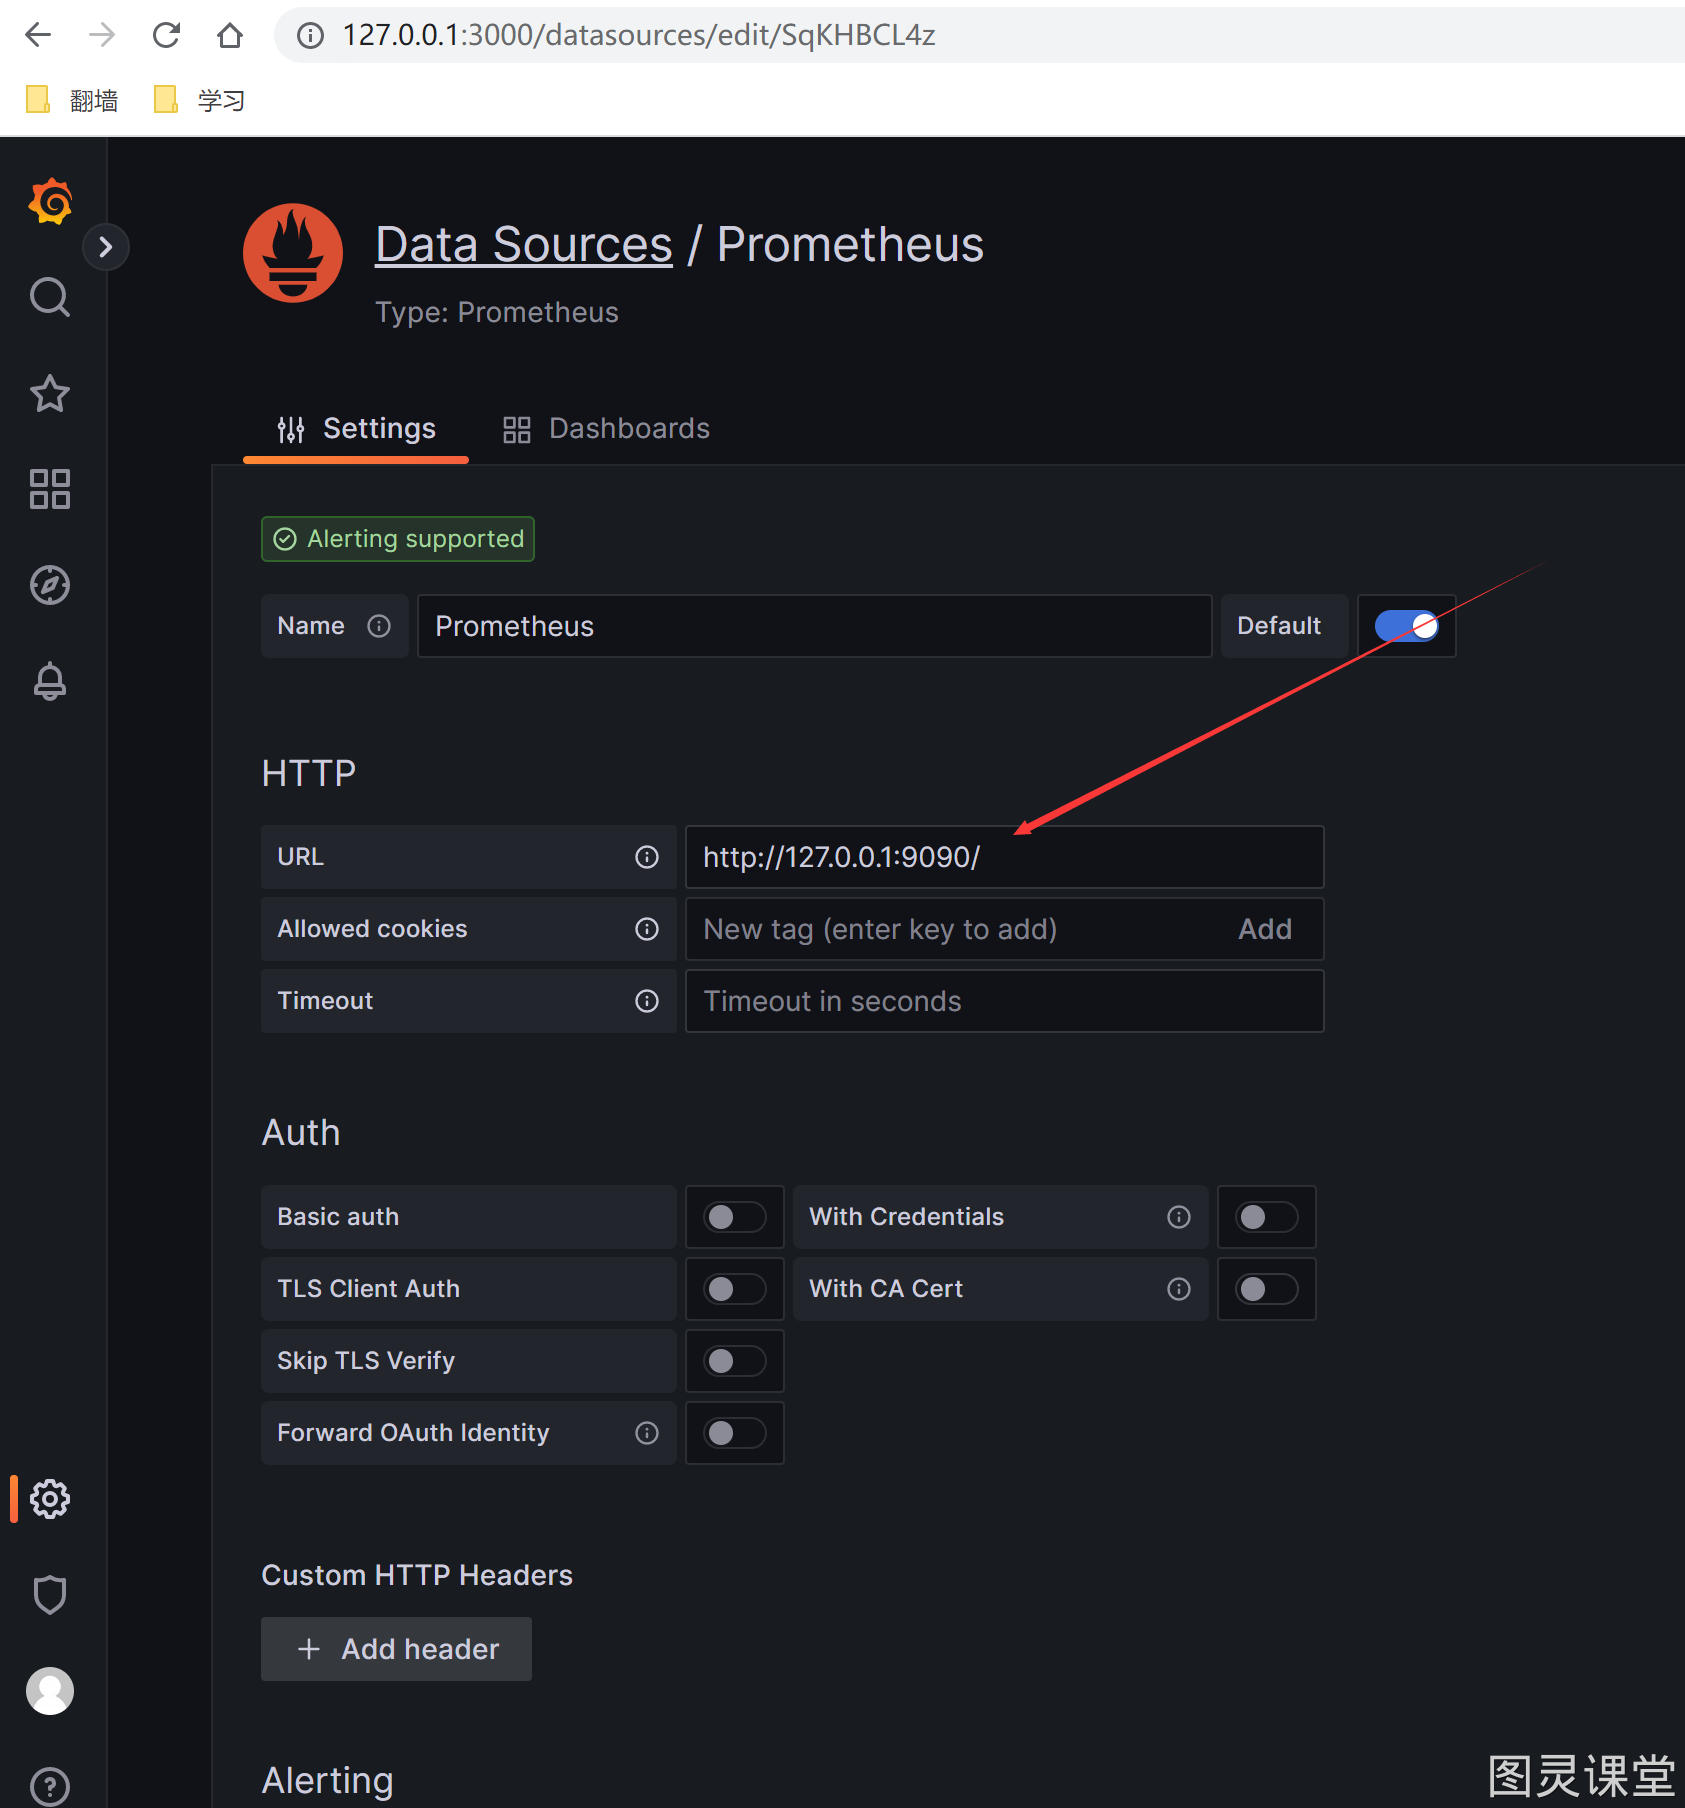 127.0.0.1:3000/datasources/edit/SqKHBCL4z
翻墙 学习
Data Sources / Prometheus
Type: Prometheus
Settings Dashboards
Alerting supported
Name Prometheus Default
HTTP
URL http://127.0.0.1:9090/
Allowed cookies New tag (enter key to add) Add
Timeout Timeout in seconds
Auth
Basic auth With Credentials
TLS Client Auth With CA Cert
Skip TLS Verify
Forward OAuth Identity
Custom HTTP Headers
+ Add header
Alerting
图灵课堂